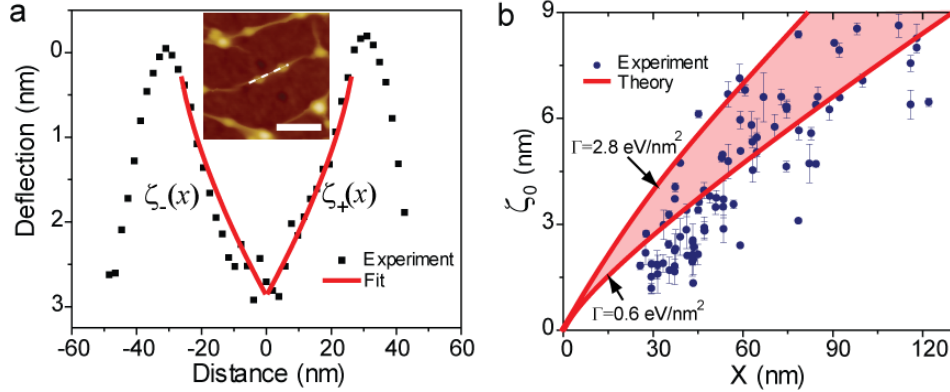 a
Deflection (nm)
0
1
2
3
ζ-(x)
ζ+(x)
Experiment
Fit
-60 -40 -20 0 20 40 60
Distance (nm)
b
ζ0 (nm)
9
6
3
0
Experiment
Theory
Γ=2.8 eV/nm²
Γ=0.6 eV/nm²
0 30 60 90 120
X (nm)